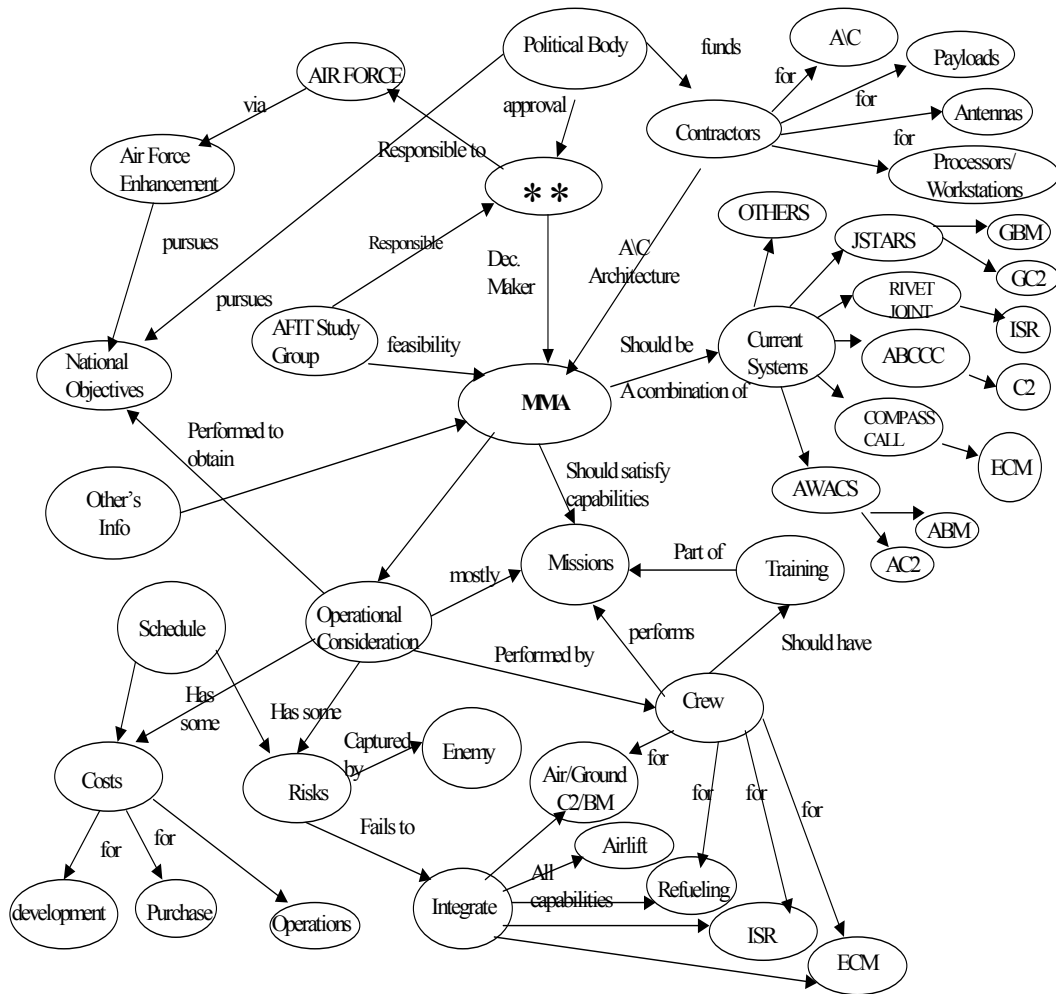 Political Body
funds
A\C
Payloads
AIR FORCE
for
via
approval
for
Antennas
Contractors
for
Air Force
Enhancement
Responsible to
Processors/
Workstations
* *
OTHERS
GBM
JSTARS
pursues
Responsible
A\C
Architecture
Dec.
Maker
GC2
pursues
RIVET
JOINT
AFIT Study
Group
feasibility
Should be
Current
Systems
ISR
ABCCC
National
Objectives
MMA
A combination of
C2
COMPASS
CALL
Performed to
obtain
Should satisfy
capabilities
ECM
Other's
Info
AWACS
ABM
Missions
Part of
Training
AC2
mostly
Schedule
Operational
Consideration
performs
Should have
Performed by
Has
some
Has some
Crew
Captured
by
Enemy
for
Costs
Risks
Air/Ground
C2/BM
for
for
for
Fails to
for
for
Airlift
All
capabilities
Refueling
development
Purchase
Operations
Integrate
ISR
ECM